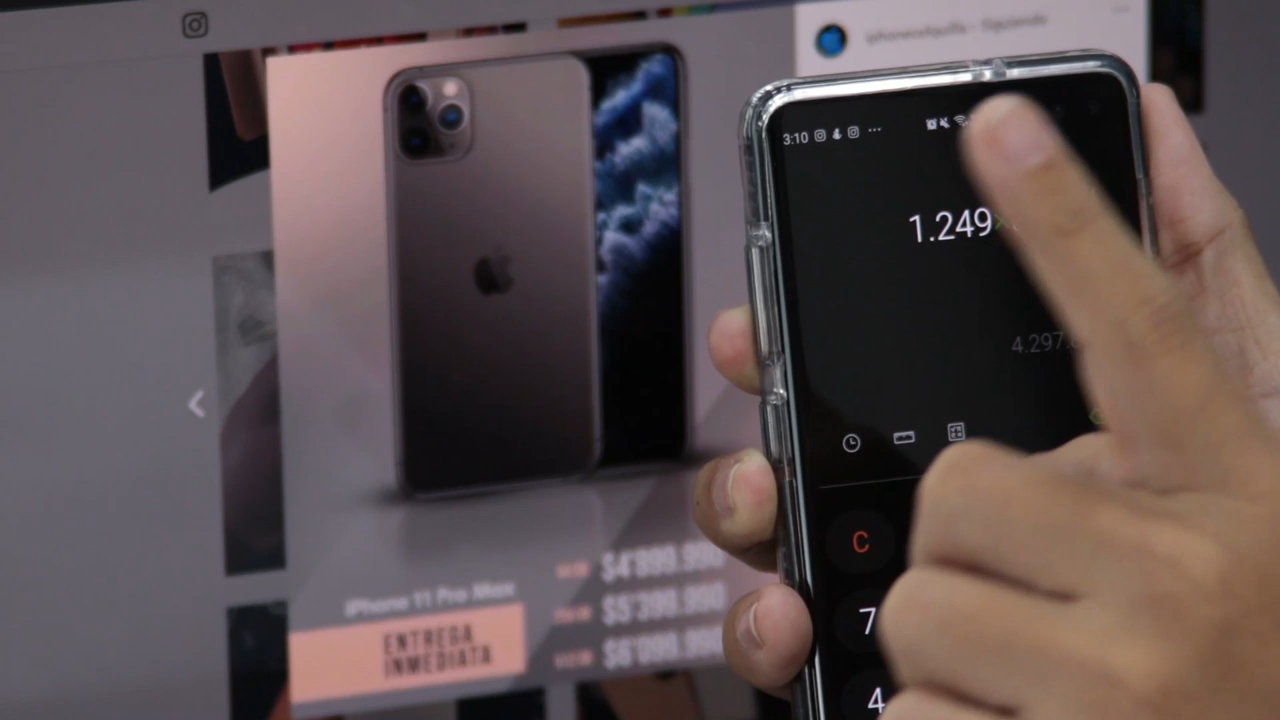 Siguiendo
3:10
1.249×
4.297.
C
7
4
iPhone 11 Pro Max
ENTREGA
INMEDIATA
$4'899.990
$5'399.990
$6'099.990